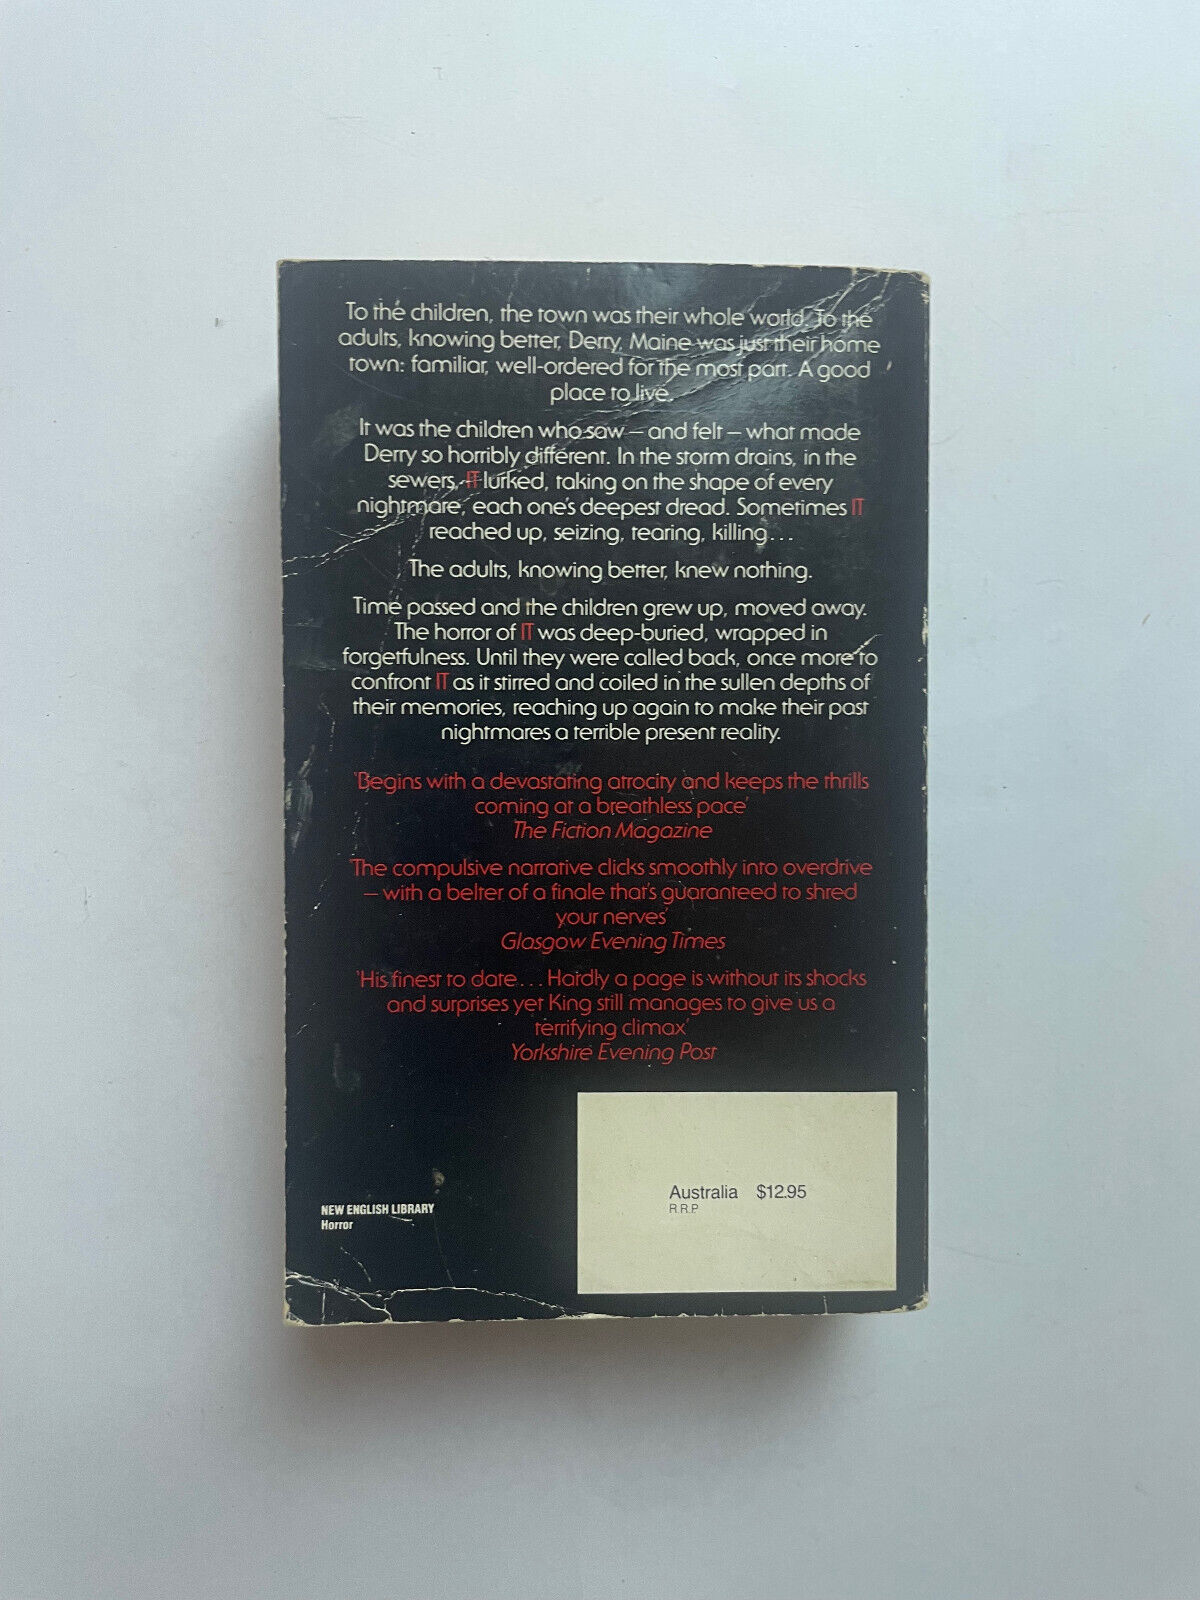 To the children, the town was their whole world. To the
adults, knowing better, Derry, Maine was just their home
town: familiar, well-ordered for the most part. A good
place to live.
It was the children who saw – and felt – what made
Derry so horribly different. In the storm drains, in the
sewers, IT lurked, taking on the shape of every
nightmare, each one's deepest dread. Sometimes IT
reached up, seizing, tearing, killing...
The adults, knowing better, knew nothing.
Time passed and the children grew up, moved away.
The horror of IT was deep-buried, wrapped in
forgetfulness. Until they were called back, once more to
confront IT as it stirred and coiled in the sullen depths of
their memories, reaching up again to make their past
nightmares a terrible present reality.
'Begins with a devastating atrocity and keeps the thrills
coming at a breathless pace'
The Fiction Magazine
'The compulsive narrative clicks smoothly into overdrive
– with a belter of a finale that's guaranteed to shred
your nerves'
Glasgow Evening Times
'His finest to date... Hardly a page is without its shocks
and surprises yet King still manages to give us a
terrifying climax'
Yorkshire Evening Post
Australia $12.95
R.R.P
NEW ENGLISH LIBRARY
Horror